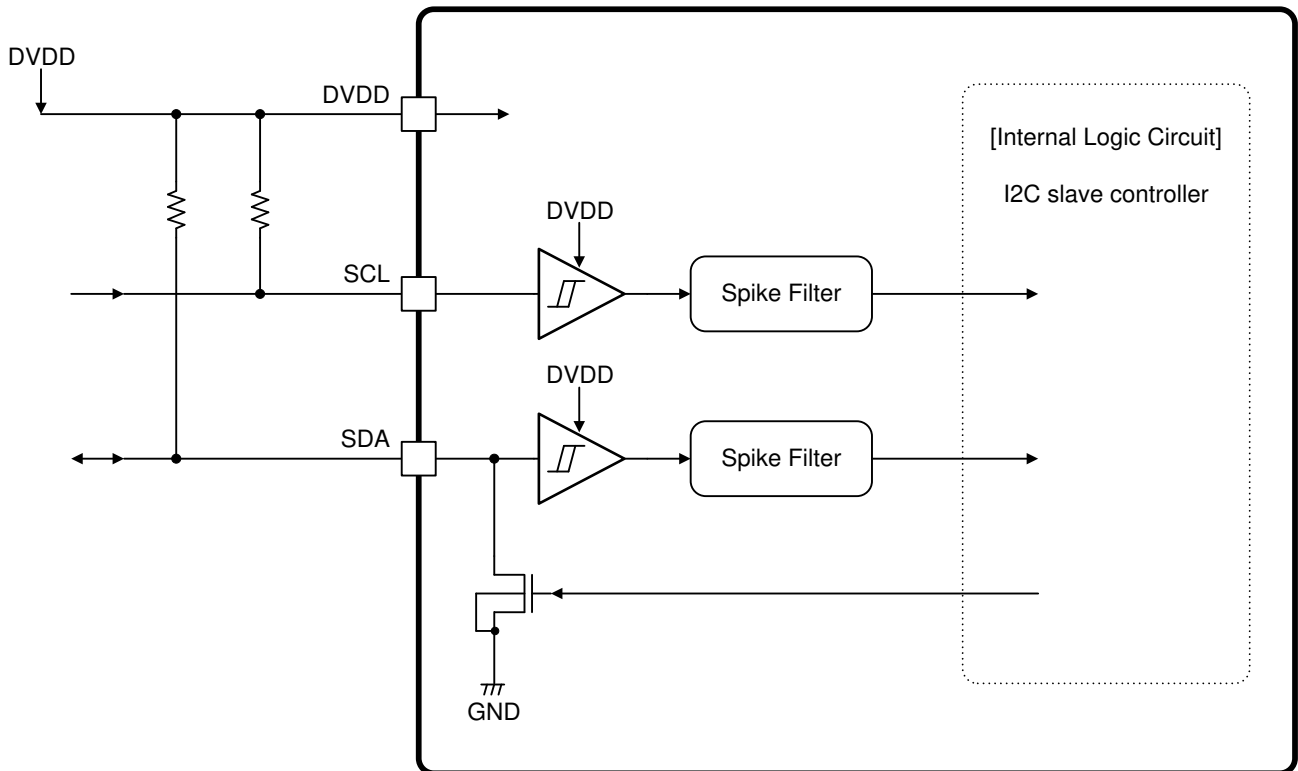 DVDD
DVDD
[Internal Logic Circuit]
I2C slave controller
DVDD
SCL
Spike Filter
DVDD
SDA
Spike Filter
GND